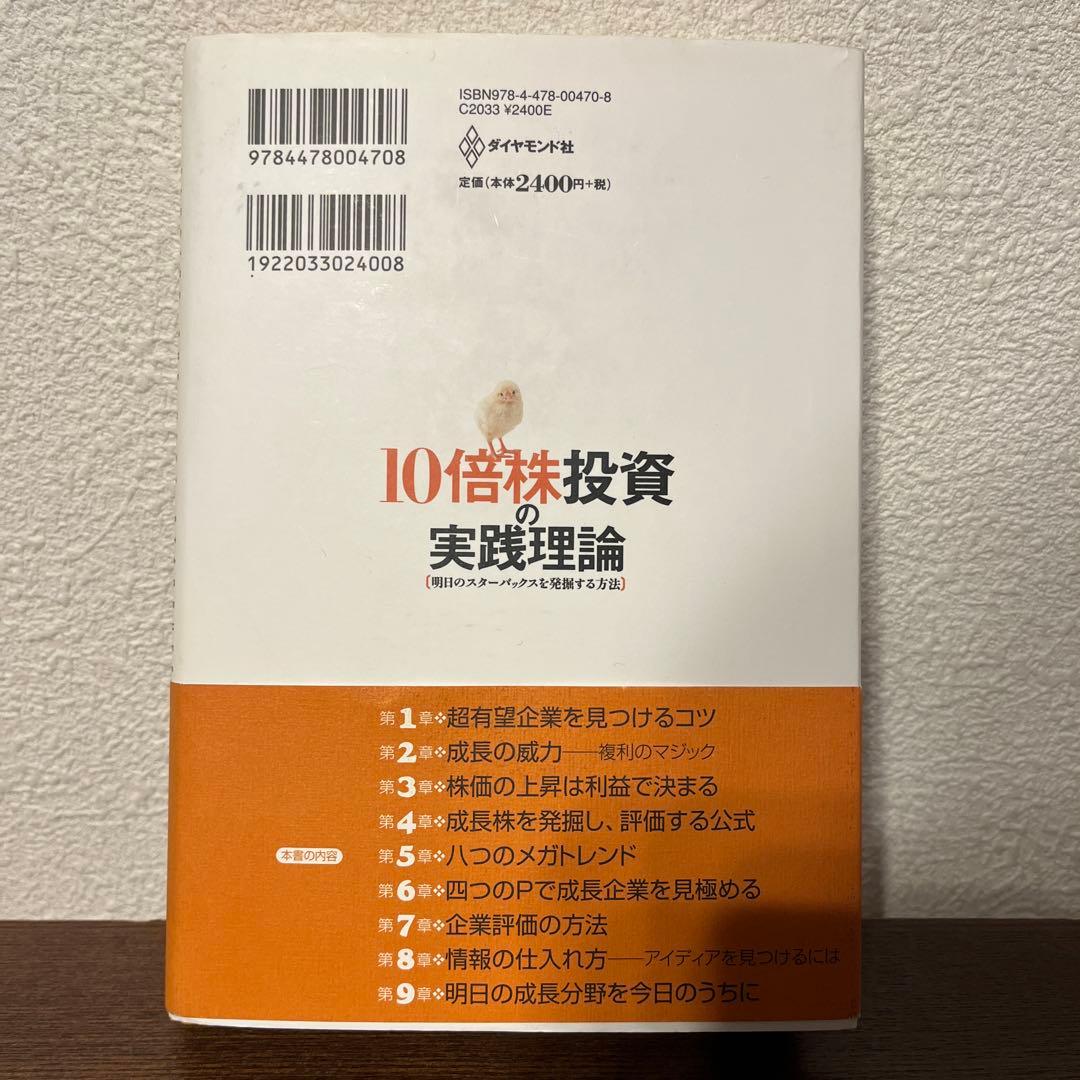 ISBN978-4-478-00470-8
C2033 ¥2400E
9784478004708
ダイヤモンド社
定価(本体2400円+税)
1922033024008
10倍株投資
の
実践理論
〔明日のスターバックスを発掘する方法〕
本書の内容
第1章❖超有望企業を見つけるコツ
第2章❖成長の威力――複利のマジック
第3章❖株価の上昇は利益で決まる
第4章❖成長株を発掘し、評価する公式
第5章❖八つのメガトレンド
第6章❖四つのPで成長企業を見極める
第7章❖企業評価の方法
第8章❖情報の仕入れ方――アイディアを見つけるには
第9章❖明日の成長分野を今日のうちに